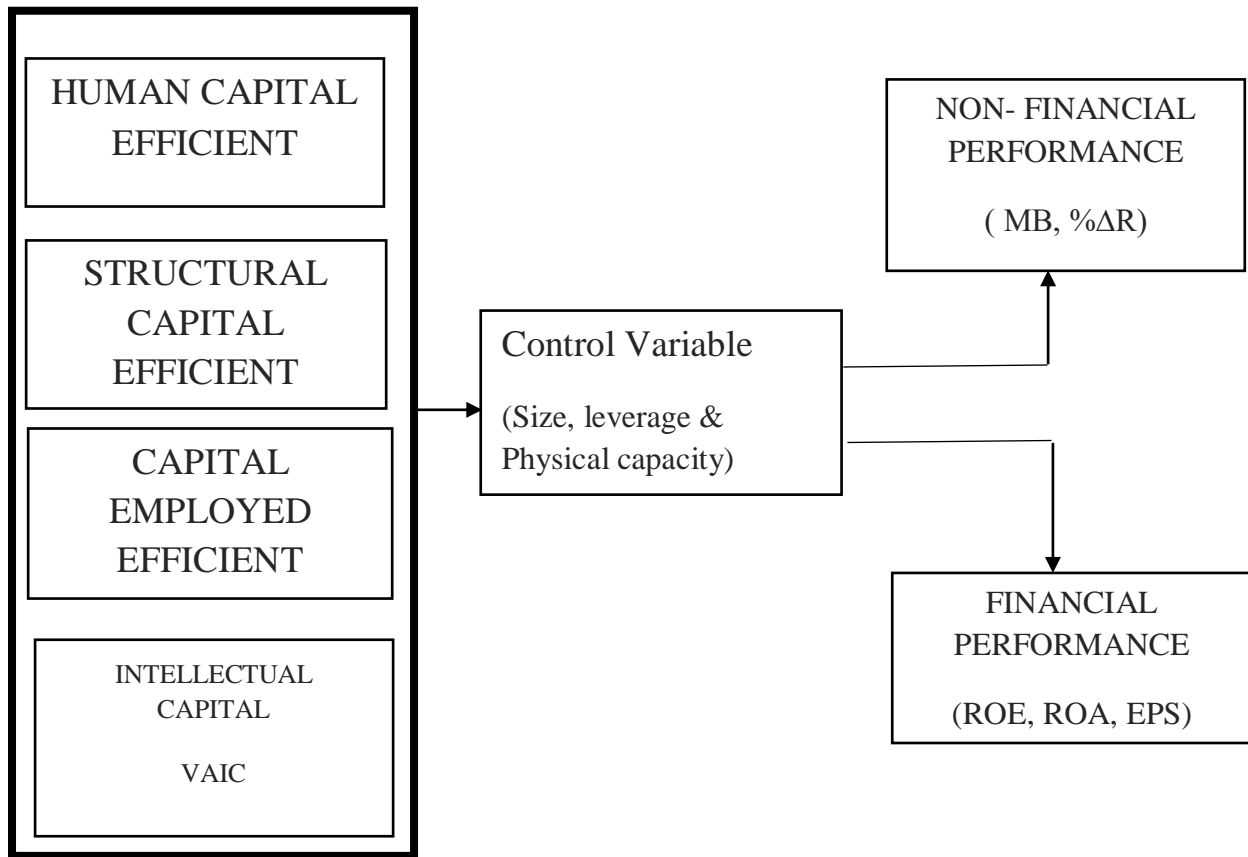 HUMAN CAPITAL
EFFICIENT
STRUCTURAL
CAPITAL
EFFICIENT
CAPITAL
EMPLOYED
EFFICIENT
INTELLECTUAL
CAPITAL
VAIC
Control Variable
(Size, leverage &
Physical capacity)
NON- FINANCIAL
PERFORMANCE
( MB, %∆R)
FINANCIAL
PERFORMANCE
(ROE, ROA, EPS)